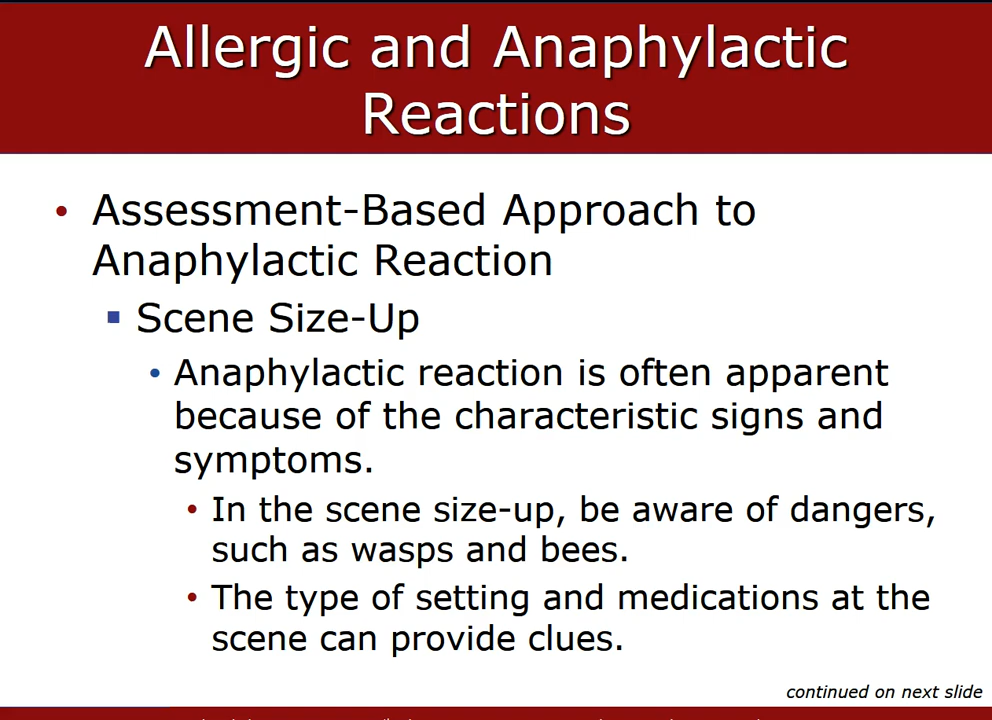 Allergic and Anaphylactic
Reactions
• Assessment-Based Approach to
Anaphylactic Reaction
▪ Scene Size-Up
• Anaphylactic reaction is often apparent
because of the characteristic signs and
symptoms.
• In the scene size-up, be aware of dangers,
such as wasps and bees.
• The type of setting and medications at the
scene can provide clues.
continued on next slide